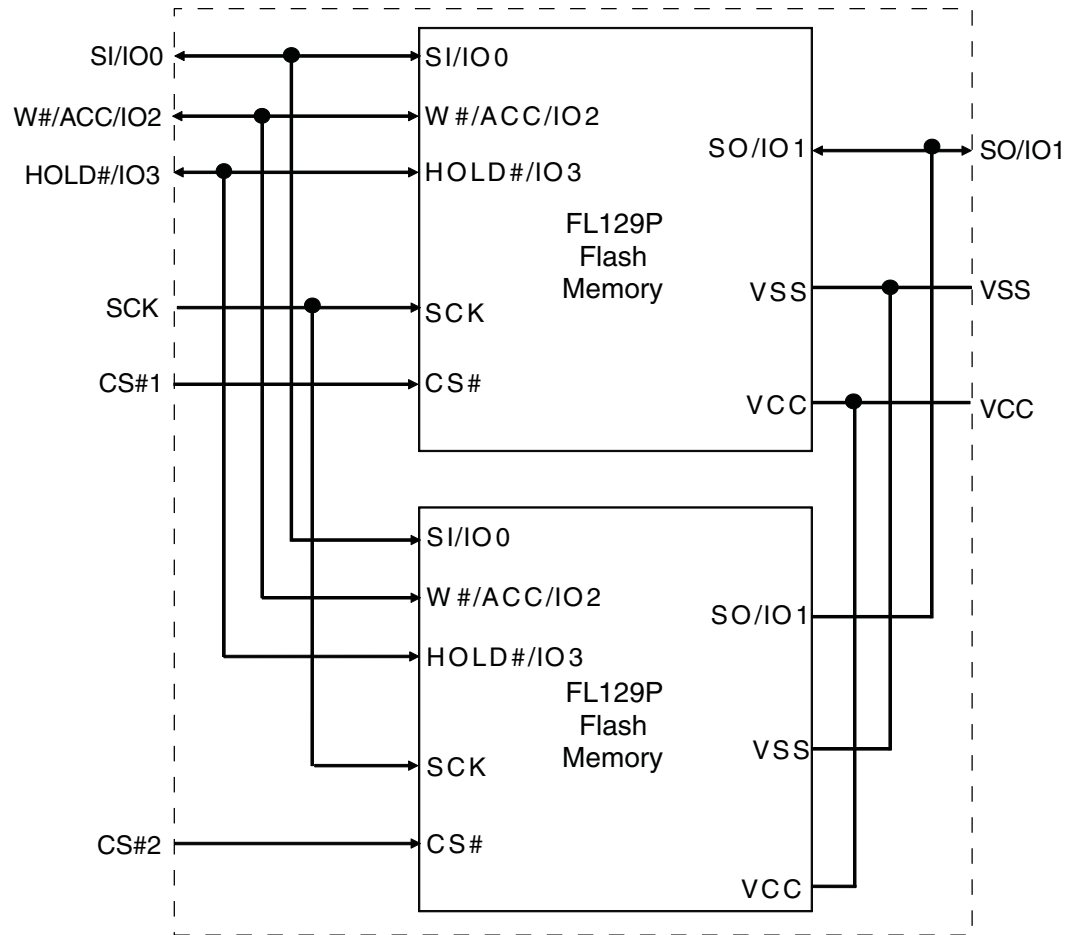 SI/IO0
W#/ACC/IO2
HOLD#/IO3
SCK
CS#1
CS#2
SI/IO0
W#/ACC/IO2
HOLD#/IO3
SCK
CS#
FL129P
Flash
Memory
SO/IO1
VSS
VCC
SO/IO1
VSS
VCC
SI/IO0
W#/ACC/IO2
HOLD#/IO3
SCK
CS#
FL129P
Flash
Memory
SO/IO1
VSS
VCC